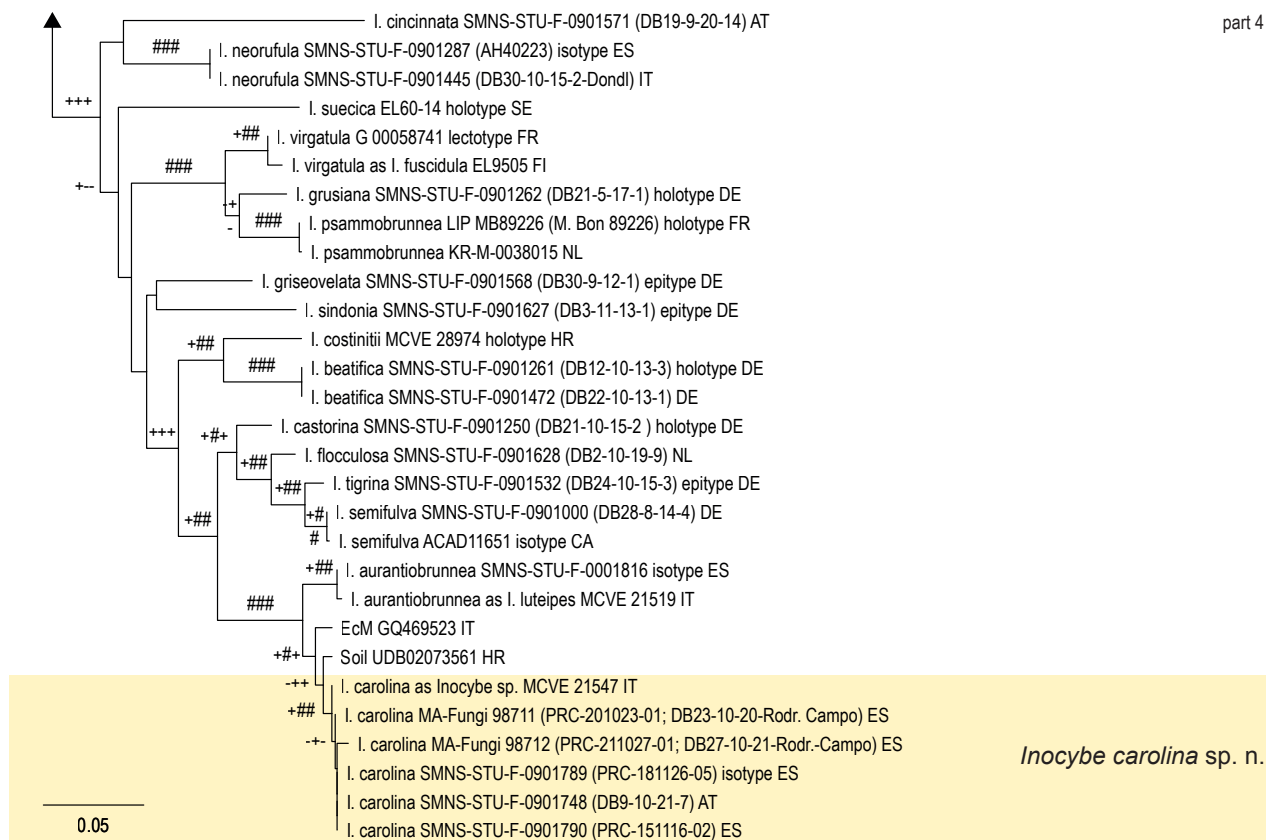 I. cincinnata SMNS-STU-F-0901571 (DB19-9-20-14) AT
part 4
###
I. neorufula SMNS-STU-F-0901287 (AH40223) isotype ES
I. neorufula SMNS-STU-F-0901445 (DB30-10-15-2-Dondl) IT
+++
I. suecica EL60-14 holotype SE
+##
I. virgatula G 00058741 lectotype FR
###
I. virgatula as I. fuscidula EL9505 FI
+--
I. grusiana SMNS-STU-F-0901262 (DB21-5-17-1) holotype DE
-+
-
###
I. psammobrunnea LIP MB89226 (M. Bon 89226) holotype FR
I. psammobrunnea KR-M-0038015 NL
I. griseovelata SMNS-STU-F-0901568 (DB30-9-12-1) epitype DE
I. sindonia SMNS-STU-F-0901627 (DB3-11-13-1) epitype DE
+##
I. costinitii MCVE 28974 holotype HR
###
I. beatifica SMNS-STU-F-0901261 (DB12-10-13-3) holotype DE
I. beatifica SMNS-STU-F-0901472 (DB22-10-13-1) DE
+++
+#+
I. castorina SMNS-STU-F-0901250 (DB21-10-15-2 ) holotype DE
+##
I. flocculosa SMNS-STU-F-0901628 (DB2-10-19-9) NL
+##
I. tigrina SMNS-STU-F-0901532 (DB24-10-15-3) epitype DE
+##
+#
#
I. semifulva SMNS-STU-F-0901000 (DB28-8-14-4) DE
I. semifulva ACAD11651 isotype CA
+##
I. aurantiobrunnea SMNS-STU-F-0001816 isotype ES
###
I. aurantiobrunnea as I. luteipes MCVE 21519 IT
EcM GQ469523 IT
+#+
Soil UDB02073561 HR
-++
I. carolina as Inocybe sp. MCVE 21547 IT
+##
I. carolina MA-Fungi 98711 (PRC-201023-01; DB23-10-20-Rodr. Campo) ES
-+-
I. carolina MA-Fungi 98712 (PRC-211027-01; DB27-10-21-Rodr.-Campo) ES
Inocybe carolina sp. n.
I. carolina SMNS-STU-F-0901789 (PRC-181126-05) isotype ES
I. carolina SMNS-STU-F-0901748 (DB9-10-21-7) AT
0.05
I. carolina SMNS-STU-F-0901790 (PRC-151116-02) ES